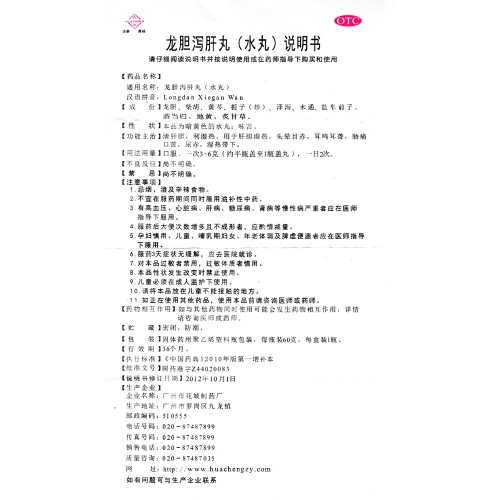 注册 商标
OTC
龙胆泻肝丸（水丸）说明书
请仔细阅读说明书并按说明使用或在药师指导下购买和使用
【药品名称】
通用名称：龙胆泻肝丸（水丸）
汉语拼音：Longdan Xiegan Wan
【成　份】龙胆、柴胡、黄芩、栀子（炒）、泽泻、木通、盐车前子、
酒当归、地黄、炙甘草。
【性　状】本品为暗黄色的水丸；味苦。
【功能主治】清肝胆，利湿热。用于肝胆湿热，头晕目赤，耳鸣耳聋，胁痛
口苦，尿赤，湿热带下。
【用法用量】口服。一次3~6克（约半瓶盖至1瓶盖丸），一日2次。
【不良反应】尚不明确。
【禁　忌】尚不明确。
【注意事项】
1.忌烟、酒及辛辣食物。
2.不宜在服药期间同时服用滋补性中药。
3.有高血压、心脏病、肝病、糖尿病、肾病等慢性病严重者应在医师
指导下服用。
4.服药后大便次数增多且不成形者，应酌情减量。
5.孕妇慎用。儿童、哺乳期妇女、年老体弱及脾虚便溏者应在医师指导
下服用。
6.服药3天症状无缓解，应去医院就诊。
7.对本品过敏者禁用，过敏体质者慎用。
8.本品性状发生改变时禁止使用。
9.儿童必须在成人监护下使用。
10.请将本品放在儿童不能接触的地方。
11.如正在使用其他药品，使用本品前请咨询医师或药师。
【药物相互作用】如与其他药物同时使用可能会发生药物相互作用，详情
请咨询医师或药师。
【贮　藏】密闭，防潮。
【包　装】固体药用聚乙烯塑料瓶包装，每瓶装60克，每盒装1瓶。
【有 效 期】36个月。
【执行标准】《中国药典》2010年版第一增补本
【批准文号】国药准字Z44020083
【说明书修订日期】2012年10月1日
【生产企业】
企业名称：广州市花城制药厂
生产地址：广州市萝岗区九龙镇
邮政编码：510555
电话号码：020-87487899
传真号码：020-87487899
销售电话：020-87487899
质量咨询：020-87487035
网　　址：http://www.huachengzy.com
如有问题可与生产企业联系